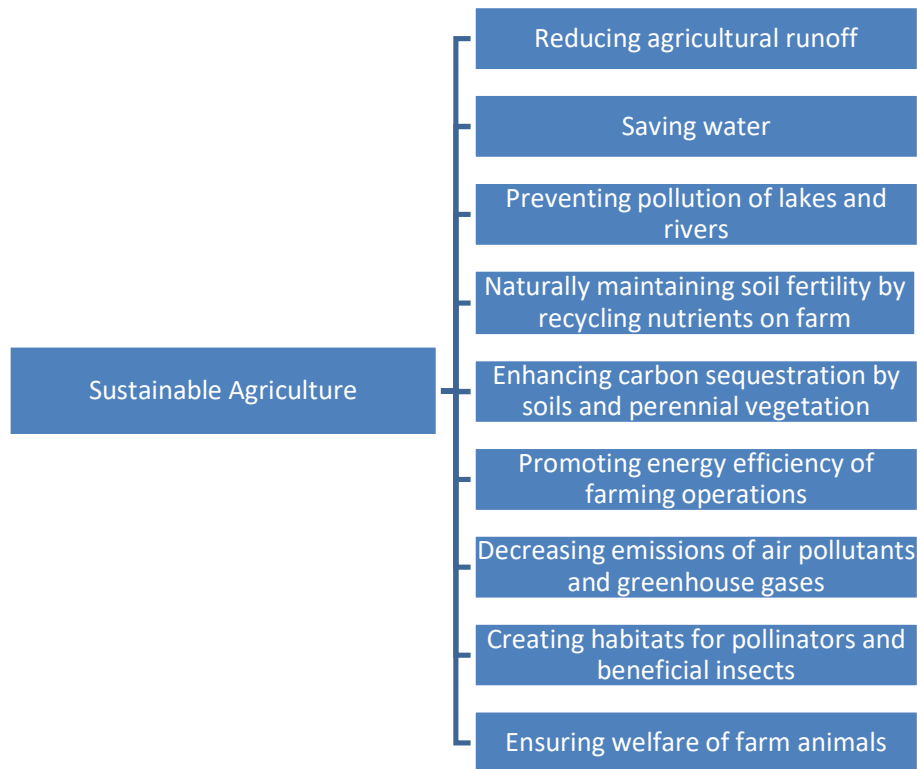 Reducing agricultural runoff
Saving water
Preventing pollution of lakes and
rivers
Naturally maintaining soil fertility by
recycling nutrients on farm
Sustainable Agriculture
Enhancing carbon sequestration by
soils and perennial vegetation
Promoting energy efficiency of
farming operations
Decreasing emissions of air pollutants
and greenhouse gases
Creating habitats for pollinators and
beneficial insects
Ensuring welfare of farm animals